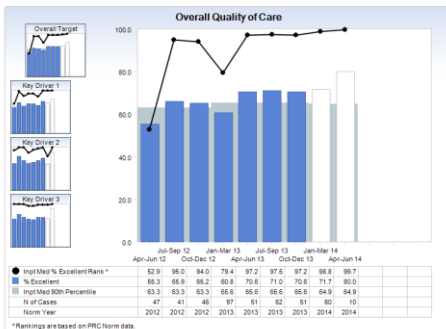 Overall Quality of Care
Overall Target
Key Driver 1
Key Driver 2
Key Driver 3
100.0
80.0
60.0
40.0
20.0
0.0
Jul-Sep 12 Jan-Mar 13 Jul-Sep 13 Jan-Mar 14
Apr-Jun 12 Oct-Dec 12 Apr-Jun 13 Oct-Dec 13 Apr-Jun 14
Inpt Med % Excellent Rank * 52.9 95.0 94.0 79.4 97.2 97.5 97.2 98.8 99.7
% Excellent 55.3 65.9 65.2 60.8 70.6 71.0 70.6 71.7 80.0
Inpt Med 90th Percentile 63.3 63.3 63.3 65.6 65.6 65.6 65.6 64.9 64.9
N of Cases 47 41 46 97 51 62 51 60 10
Norm Year 2012 2012 2012 2013 2013 2013 2013 2014 2014
*Rankings are based on PRC Norm data.